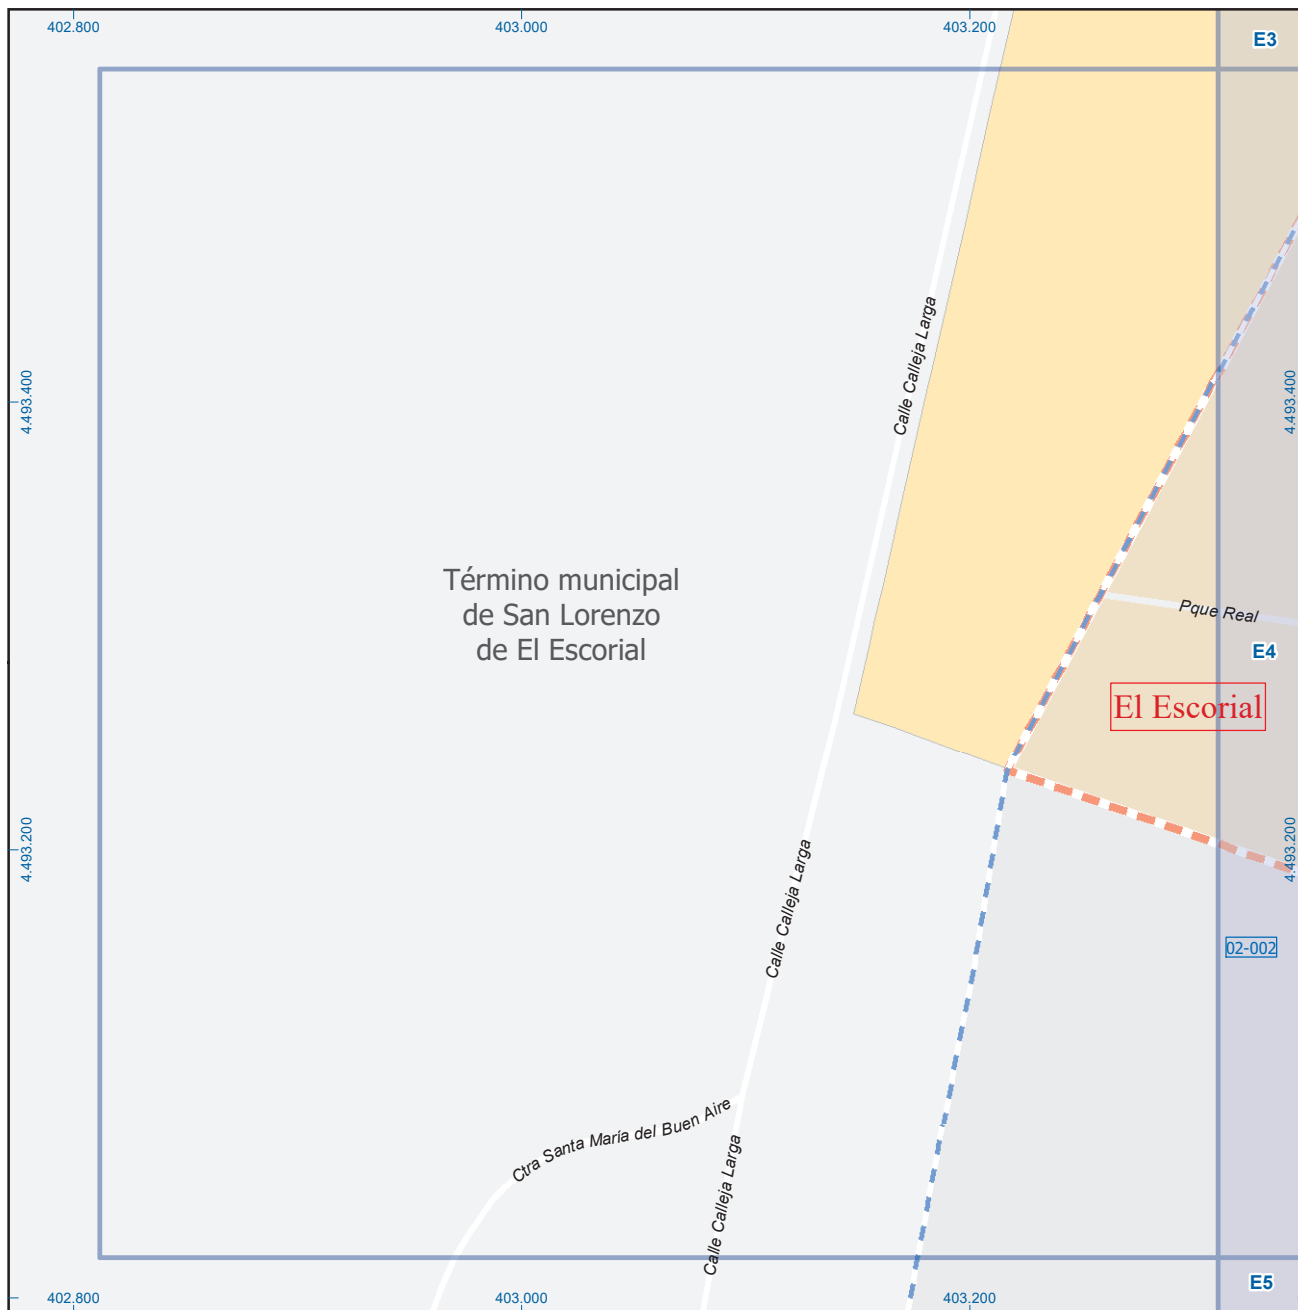 402.800
403.000
403.200
E3
Calle Calleja Larga
4.493.400
4.493.400
Término municipal
de San Lorenzo
de El Escorial
Pque Real
E4
El Escorial
4.493.200
4.493.200
Calle Calleja Larga
02-002
Ctra Santa María del Buen Aire
Calle Calleja Larga
E5
402.800
403.000
403.200